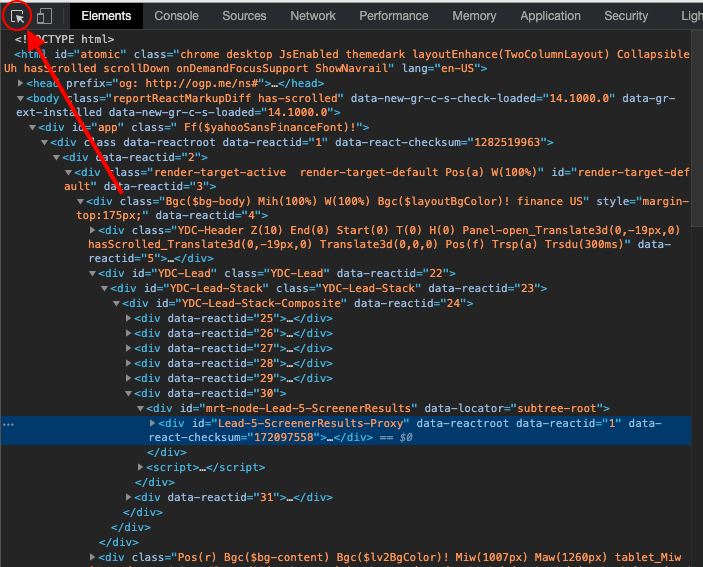 Elements Console Sources Network Performance Memory Application Security Ligh
<!DOCTYPE html>
<html id="atomic" class="chrome desktop JsEnabled themedark layoutEnhance(TwoColumnLayout) Collapsible
Uh hasScrolled scrollDown onDemandFocusSupport ShowNavrail" lang="en-US">
<head prefix="og: http://ogp.me/ns#">…</head>
<body class="reportReactMarkupDiff has-scrolled" data-new-gr-c-s-check-loaded="14.1000.0" data-gr-
ext-installed data-new-gr-c-s-loaded="14.1000.0">
<div id="app" class=" Ff($yahooSansFinanceFont)!">
<div class data-reactroot data-reactid="1" data-react-checksum="1282519963">
<div data-reactid="2">
<div class="render-target-active  render-target-default Pos(a) W(100%)" id="render-target-def
ault" data-reactid="3">
<div class="Bgc($bg-body) Mih(100%) W(100%) Bgc($layoutBgColor)! finance US" style="margin-
top:175px;" data-reactid="4">
<div class="YDC-Header Z(10) End(0) Start(0) T(0) H(0) Panel-open_Translate3d(0,-19px,0)
hasScrolled_Translate3d(0,-19px,0) Translate3d(0,0,0) Pos(f) Trsp(a) Trsdu(300ms)" data-
reactid="5">…</div>
<div id="YDC-Lead" class="YDC-Lead" data-reactid="22">
<div id="YDC-Lead-Stack" class="YDC-Lead-Stack" data-reactid="23">
<div id="YDC-Lead-Stack-Composite" data-reactid="24">
<div data-reactid="25">…</div>
<div data-reactid="26">…</div>
<div data-reactid="27">…</div>
<div data-reactid="28">…</div>
<div data-reactid="29">…</div>
<div data-reactid="30">
<div id="mrt-node-Lead-5-ScreenerResults" data-locator="subtree-root">
<div id="Lead-5-ScreenerResults-Proxy" data-reactroot data-reactid="1" data-
react-checksum="172097558">…</div> == $0
</div>
<script>…</script>
</div>
<div data-reactid="31">…</div>
</div>
</div>
</div>
<div class="Pos(r) Bgc($bg-content) Bgc($lv2BgColor)! Miw(1007px) Maw(1260px) tablet_Miw